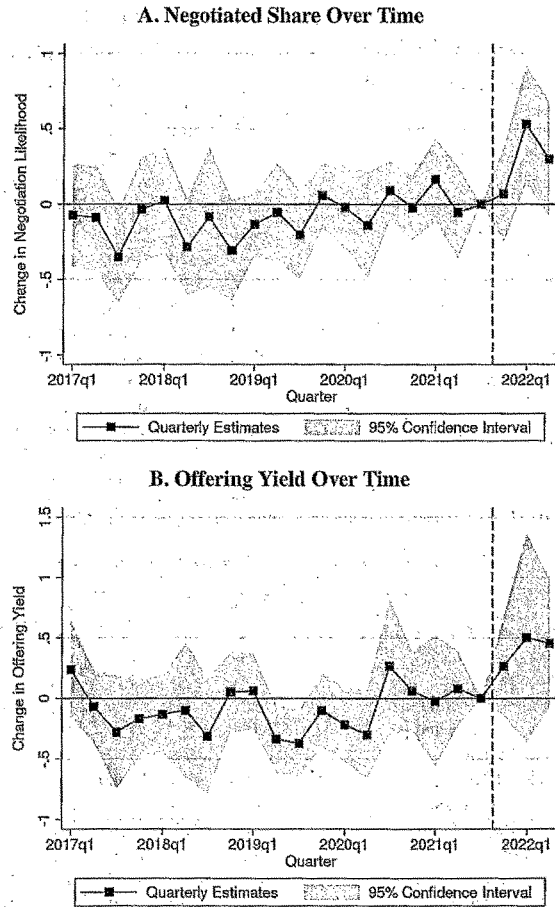 A. Negotiated Share Over Time
Change in Negotiation Likelihood
1
.5
0
-.5
-1
2017q1 2018q1 2019q1 2020q1 2021q1 2022q1
Quarter
Quarterly Estimates 95% Confidence Interval
B. Offering Yield Over Time
Change in Offering Yield
1.5
1
.5
0
-.5
-1
2017q1 2018q1 2019q1 2020q1 2021q1 2022q1
Quarter
Quarterly Estimates 95% Confidence Interval